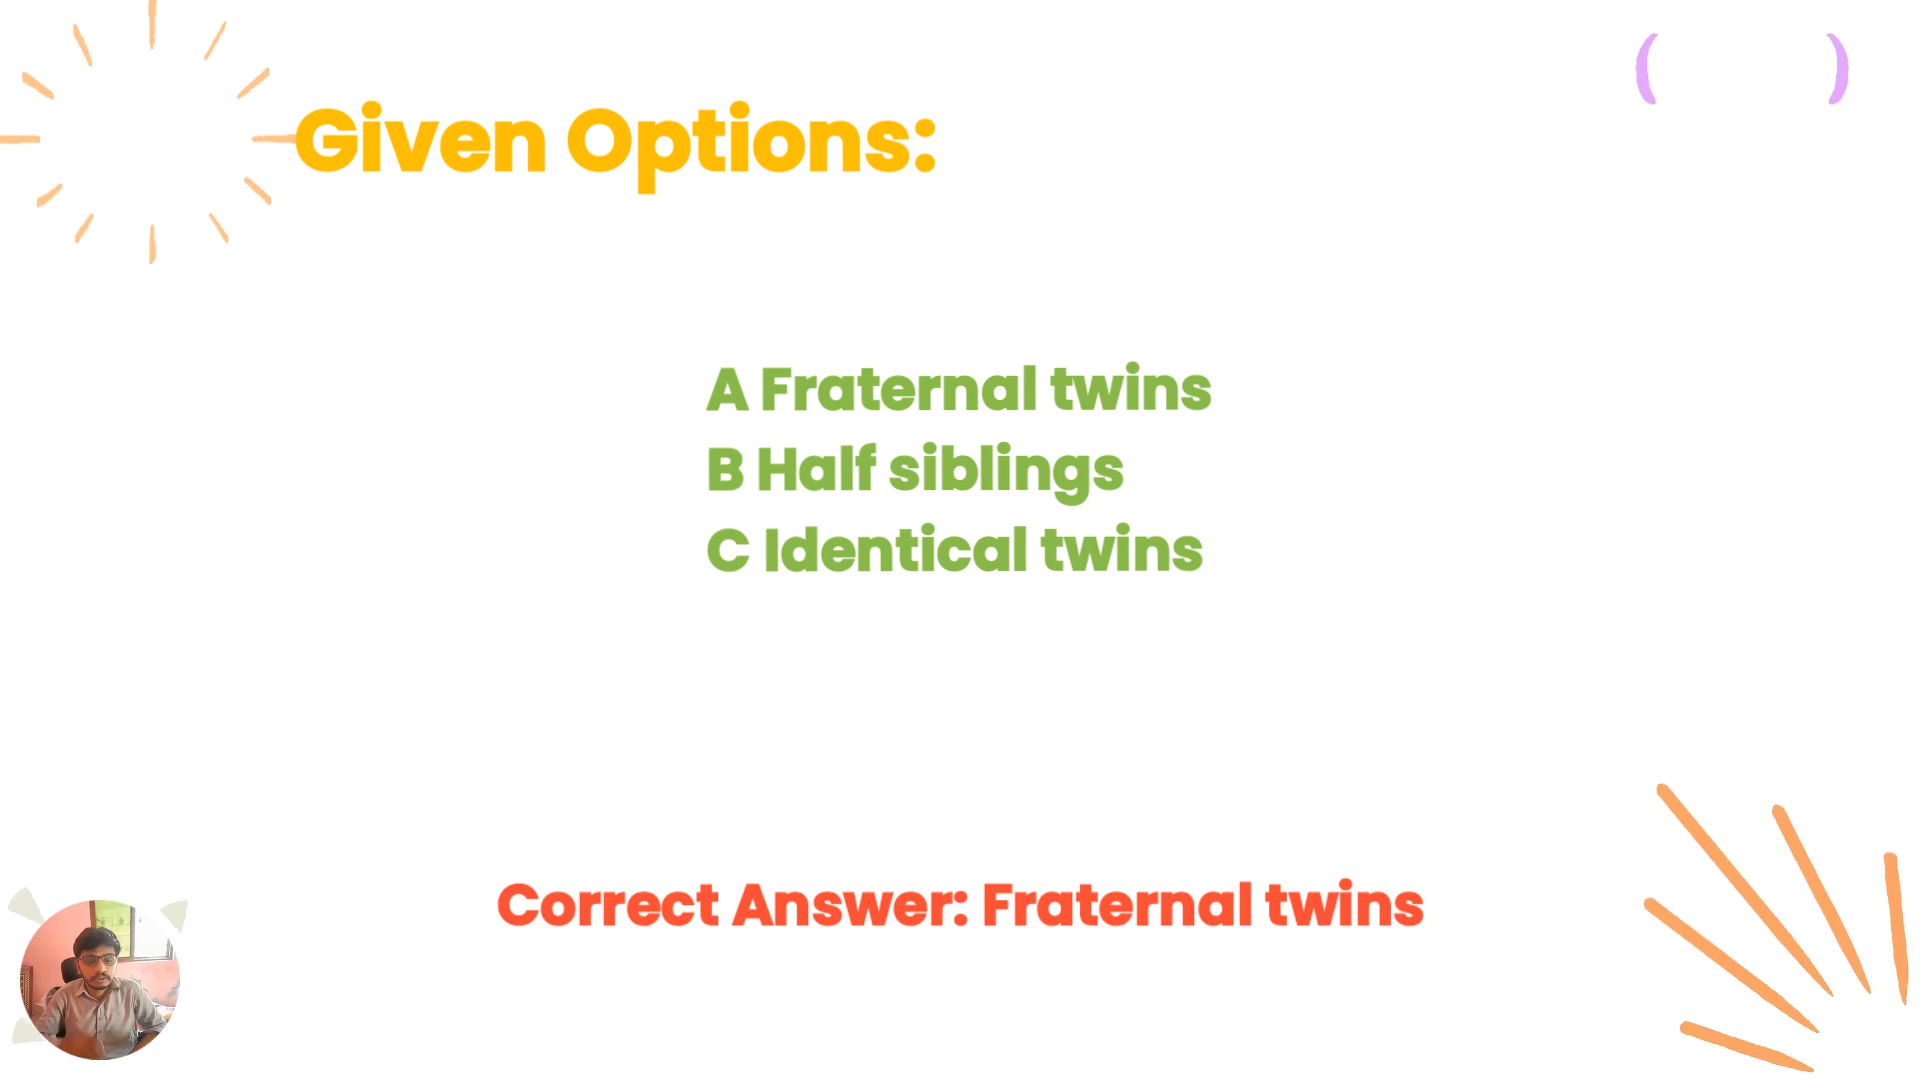 Given Options:
A Fraternal twins
B Half siblings
C Identical twins
Correct Answer: Fraternal twins